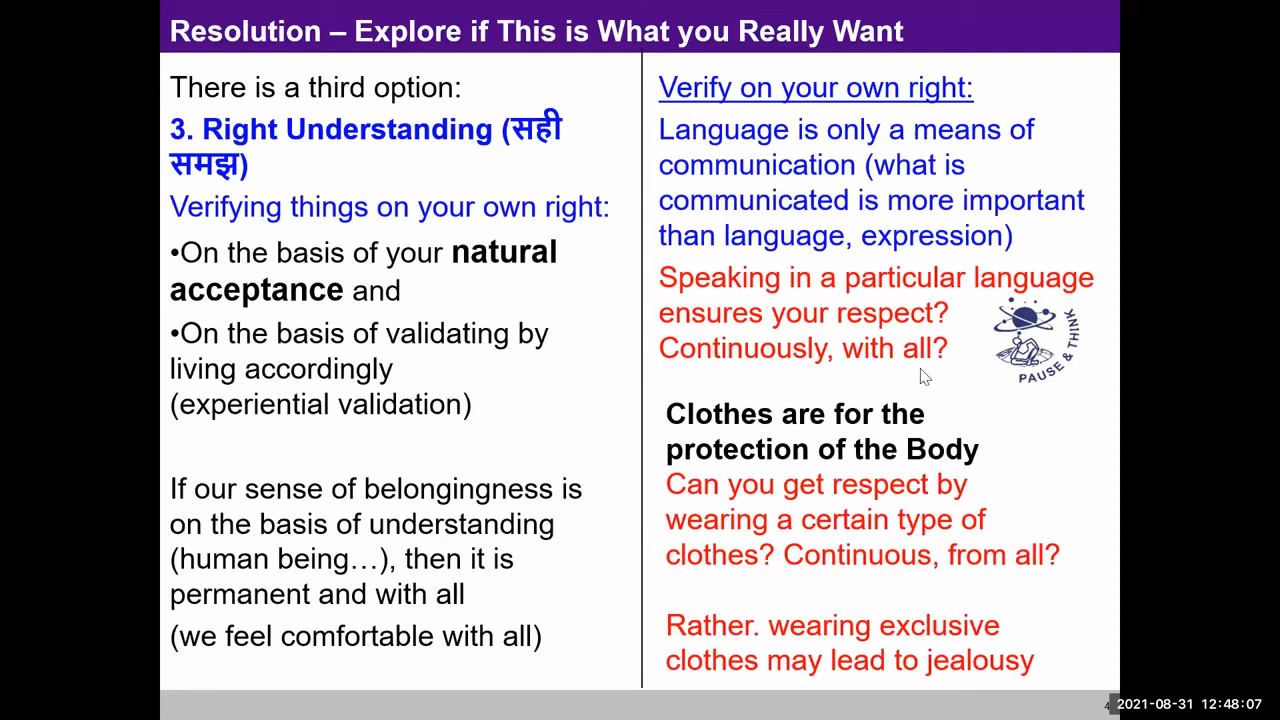 Resolution – Explore if This is What you Really Want
There is a third option:
3. Right Understanding (सही
समझ)
Verifying things on your own right:
•On the basis of your natural
acceptance and
•On the basis of validating by
living accordingly
(experiential validation)
If our sense of belongingness is
on the basis of understanding
(human being…), then it is
permanent and with all
(we feel comfortable with all)
Verify on your own right:
Language is only a means of
communication (what is
communicated is more important
than language, expression)
Speaking in a particular language
ensures your respect?
Continuously, with all?
PAUSE & THINK
Clothes are for the
protection of the Body
Can you get respect by
wearing a certain type of
clothes? Continuous, from all?
Rather. wearing exclusive
clothes may lead to jealousy
2021-08-31 12:48:07